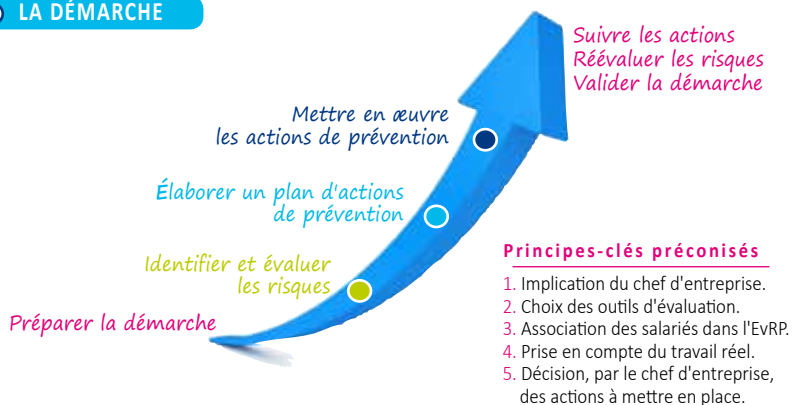 LA DÉMARCHE
Suivre les actions
Réévaluer les risques
Valider la démarche
Mettre en œuvre
les actions de prévention
Élaborer un plan d'actions
de prévention
Identifier et évaluer
les risques
Préparer la démarche
Principes-clés préconisés
1. Implication du chef d'entreprise.
2. Choix des outils d'évaluation.
3. Association des salariés dans l'EvRP.
4. Prise en compte du travail réel.
5. Décision, par le chef d'entreprise,
des actions à mettre en place.